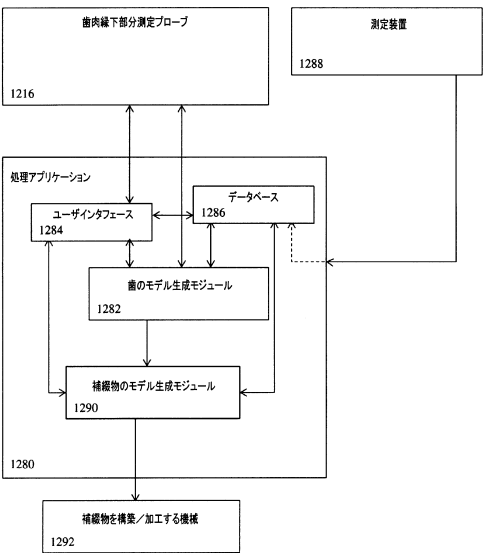 歯肉縁下部分測定プローブ
1216
測定装置
1288
処理アプリケーション
データベース
1286
ユーザインタフェース
1284
歯のモデル生成モジュール
1282
補綴物のモデル生成モジュール
1290
1280
補綴物を構築／加工する機械
1292